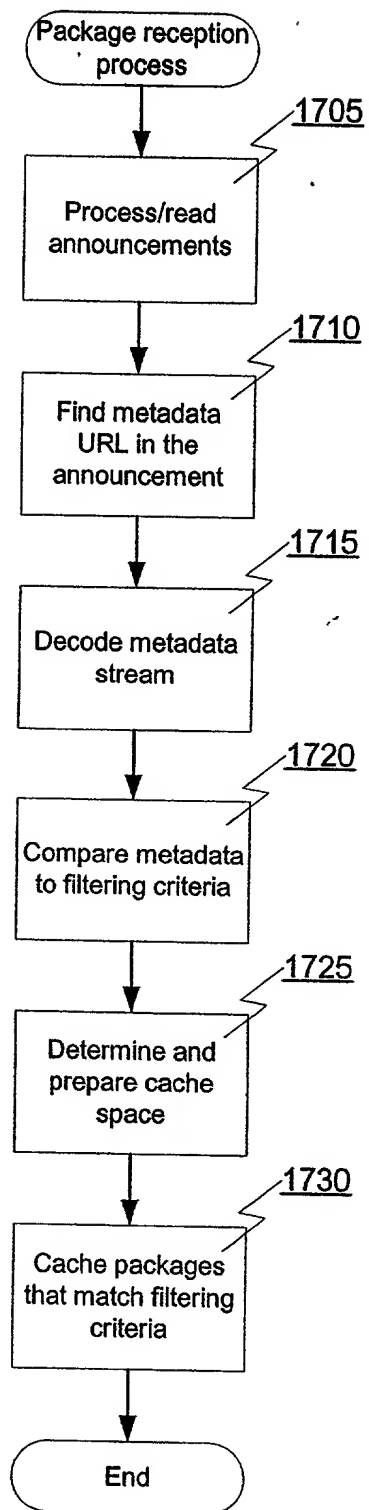 Package reception
process
1705
Process/read
announcements
1710
Find metadata
URL in the
announcement
1715
Decode metadata
stream
1720
Compare metadata
to filtering criteria
1725
Determine and
prepare cache
space
1730
Cache packages
that match filtering
criteria
End